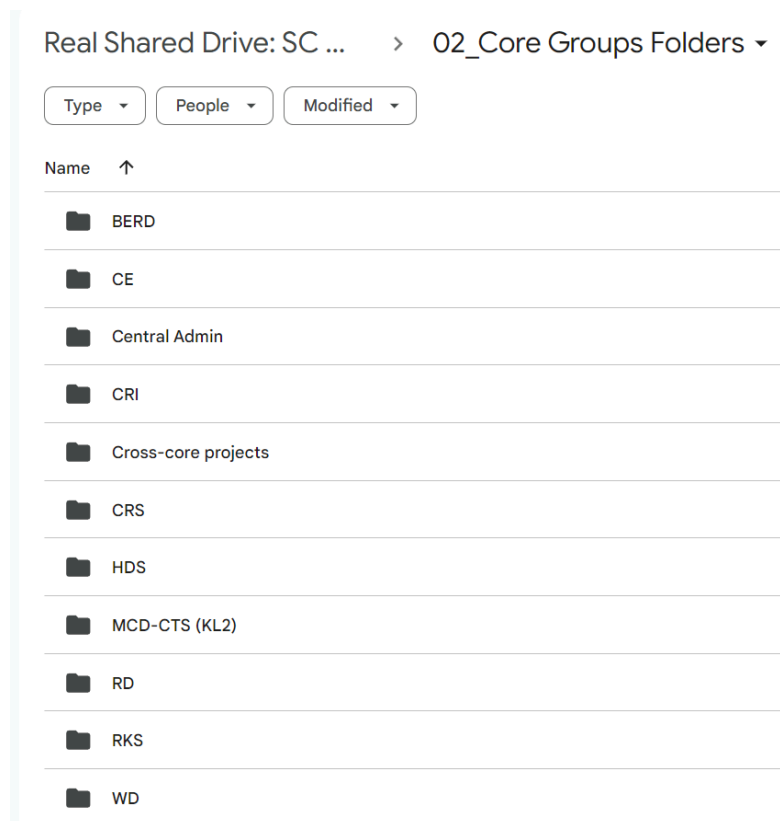 Real Shared Drive: SC ... > 02_Core Groups Folders
Type People Modified
Name
BERD
CE
Central Admin
CRI
Cross-core projects
CRS
HDS
MCD-CTS (KL2)
RD
RKS
WD